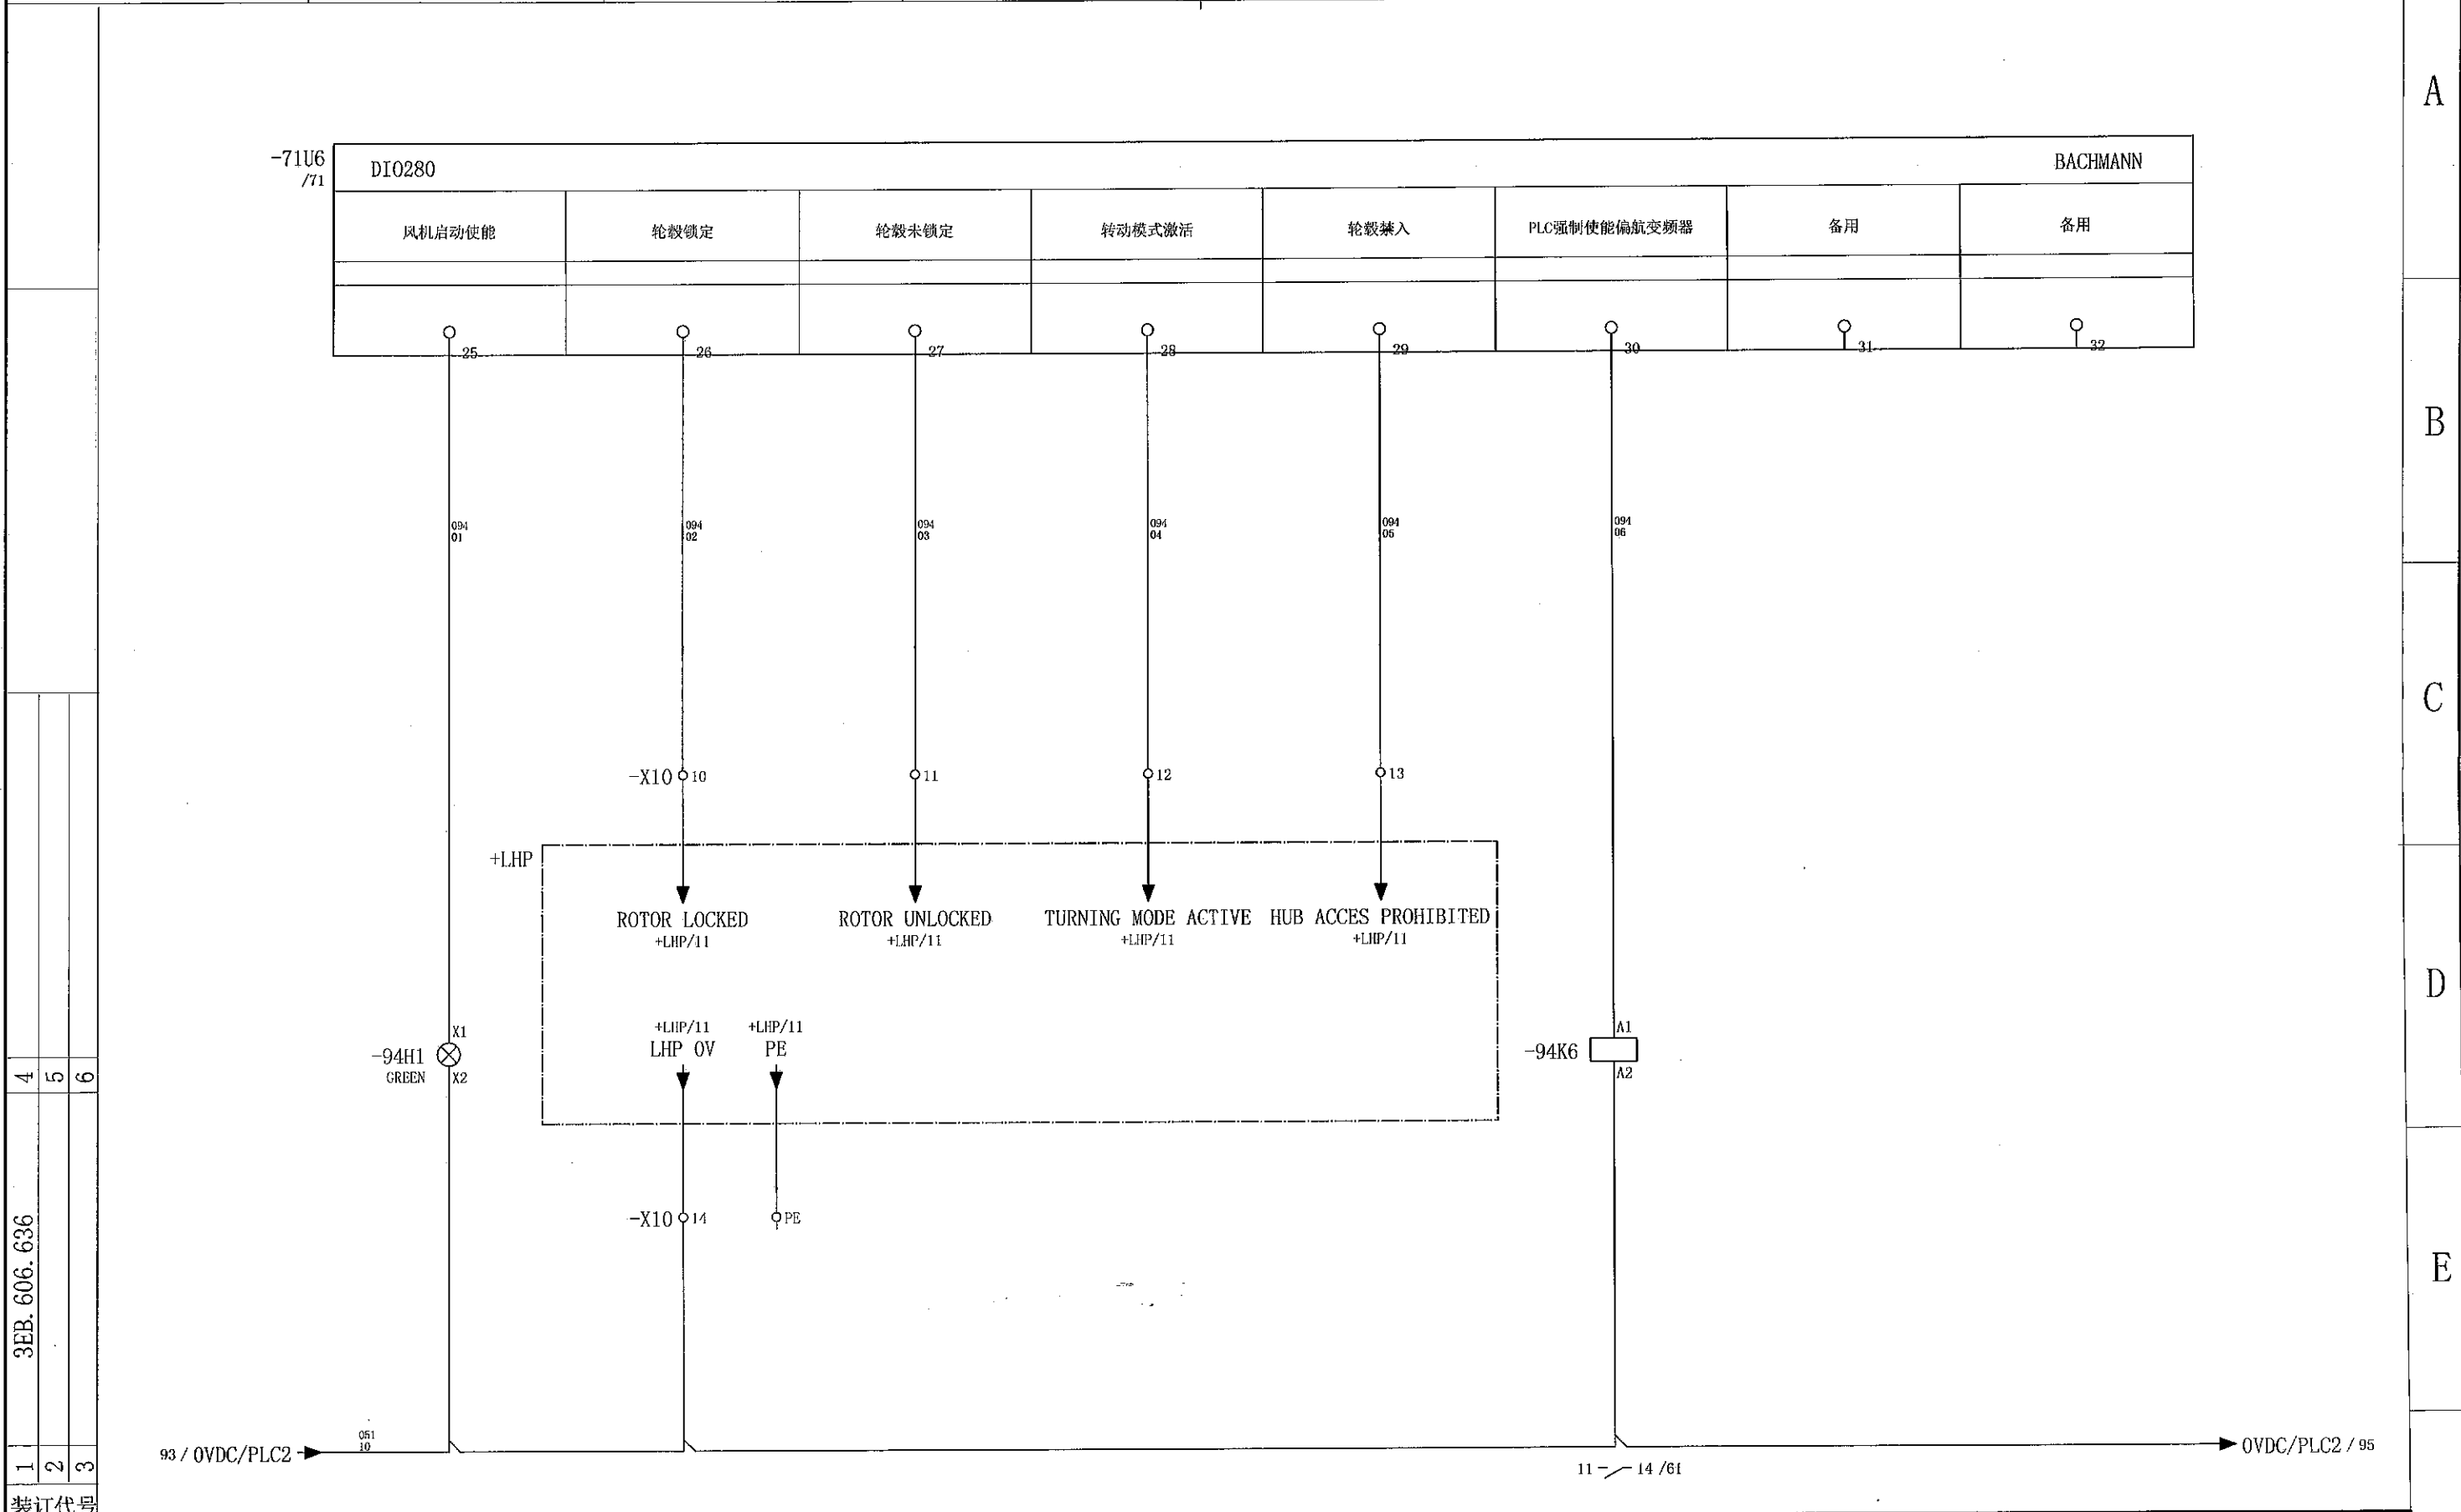 A
-71U6
/71
DIO280
BACHMANN
风机启动使能
轮毂锁定
轮毂未锁定
转动模式激活
轮毂禁入
PLC强制使能偏航变频器
备用
备用
25
26
27
28
29
30
31
32
B
094
01
094
02
094
03
094
04
094
05
094
06
C
-X10
10
11
12
13
+LHP
ROTOR LOCKED
+LHP/11
ROTOR UNLOCKED
+LHP/11
TURNING MODE ACTIVE
+LHP/11
HUB ACCES PROHIBITED
+LHP/11
D
+LHP/11
LHP 0V
+LHP/11
PE
-94H1
GREEN
X1
X2
-94K6
A1
A2
4
5
6
-X10
14
PE
3EB.606.636
E
93 / 0VDC/PLC2
051
10
0VDC/PLC2 / 95
11
14 /61
1
2
3
装订代号